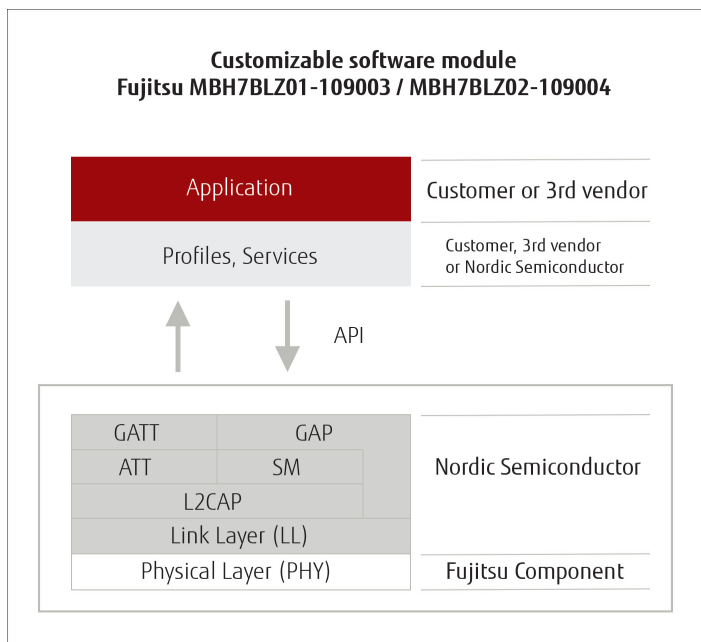 Customizable software module
Fujitsu MBH7BLZ01-109003 / MBH7BLZ02-109004
Application
Customer or 3rd vendor
Profiles, Services
Customer, 3rd vendor
or Nordic Semiconductor
API
GATT
GAP
ATT
SM
Nordic Semiconductor
L2CAP
Link Layer (LL)
Physical Layer (PHY)
Fujitsu Component